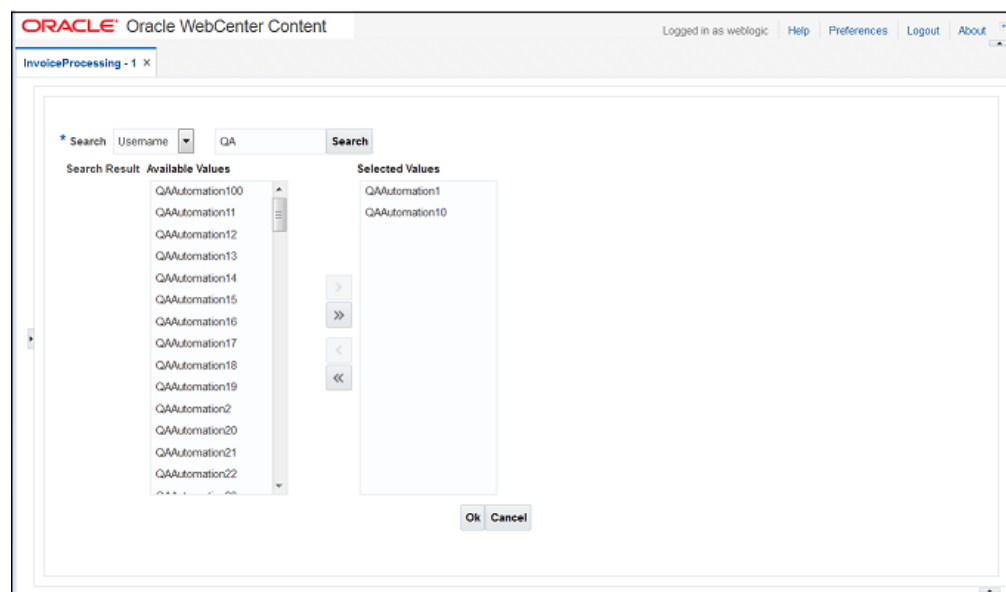 ORACLE Oracle WebCenter Content
Logged in as weblogic Help Preferences Logout About
InvoiceProcessing - 1 ×
* Search Username QA Search
Search Result Available Values Selected Values
QAAutomation100 QAAutomation1
QAAutomation11 QAAutomation10
QAAutomation12
QAAutomation13
QAAutomation14
QAAutomation15
QAAutomation16
QAAutomation17
QAAutomation18
QAAutomation19
QAAutomation2
QAAutomation20
QAAutomation21
QAAutomation22
Ok Cancel